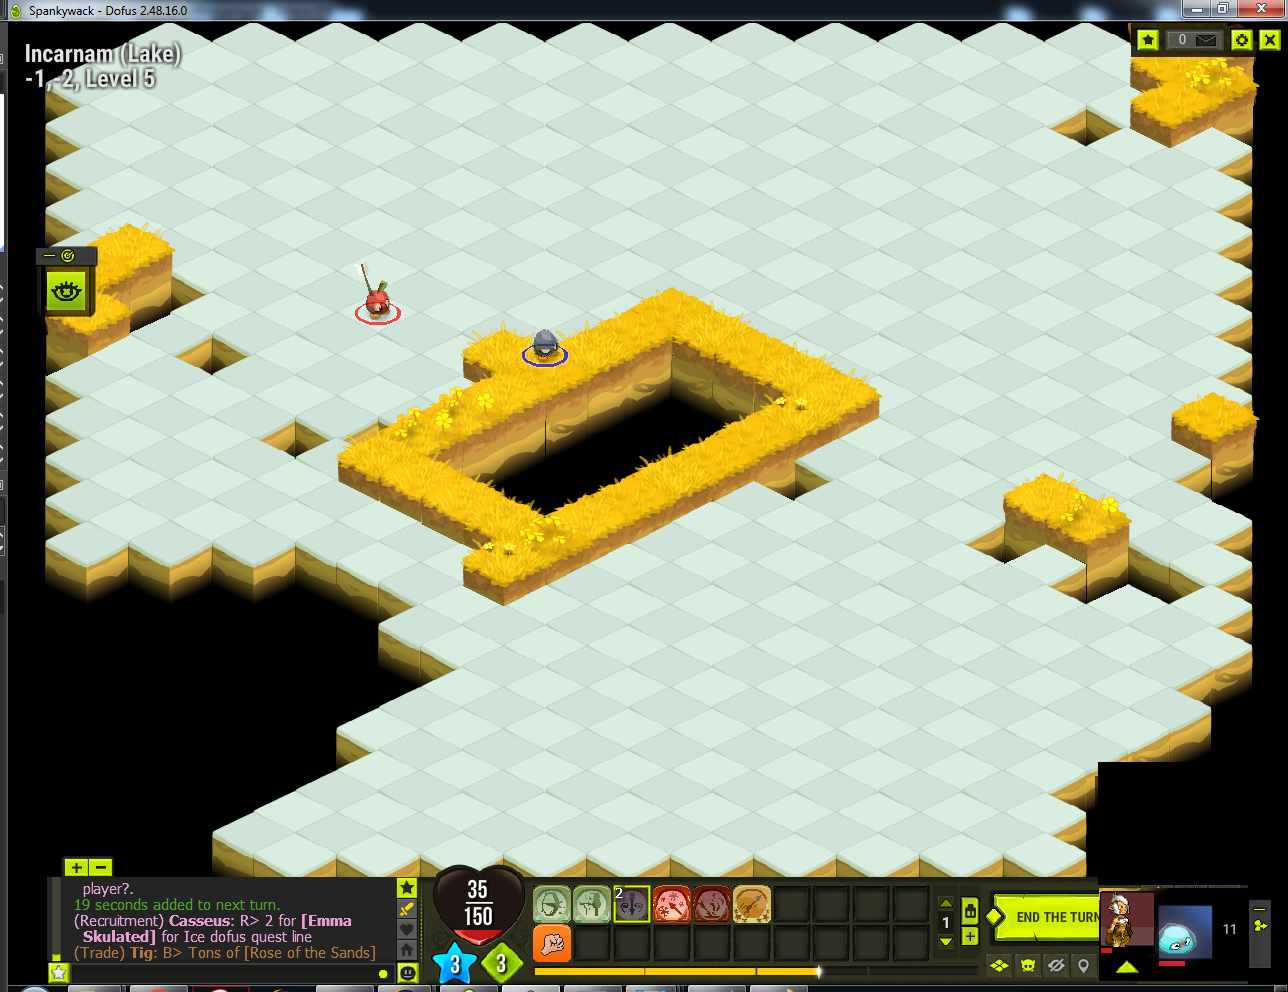 Spankywack - Dofus 2.48.16.0
Incarnam (Lake)
-1,-2, Level 5
0
player?.
19 seconds added to next turn.
(Recruitment) Casseus: R> 2 for [Emma
Skulated] for Ice dofus quest line
(Trade) Tig: B> Tons of [Rose of the Sands]
35
150
3
3
2
1
END THE TURN
11